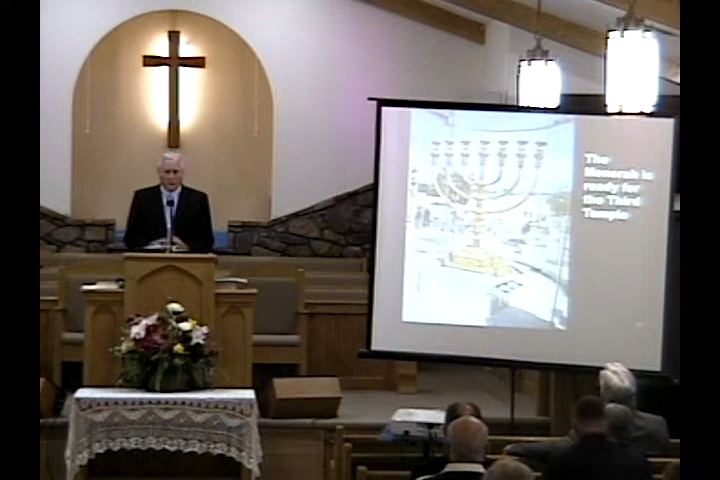 The
Menorah is
ready for
the Third
Temple